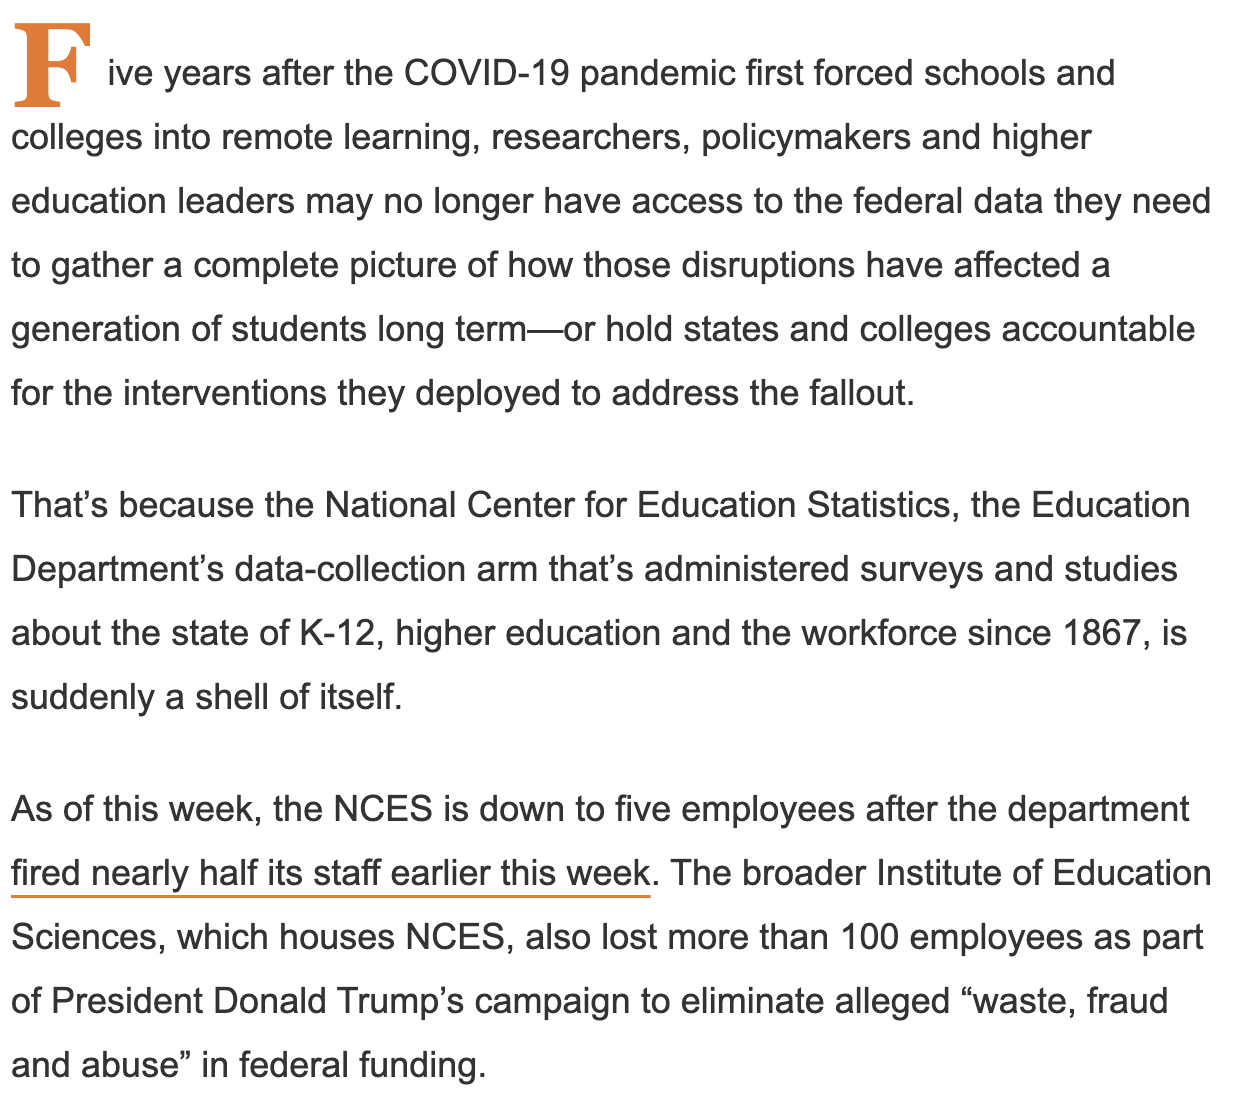 Five years after the COVID-19 pandemic first forced schools and
colleges into remote learning, researchers, policymakers and higher
education leaders may no longer have access to the federal data they need
to gather a complete picture of how those disruptions have affected a
generation of students long term—or hold states and colleges accountable
for the interventions they deployed to address the fallout.
That’s because the National Center for Education Statistics, the Education
Department’s data-collection arm that’s administered surveys and studies
about the state of K-12, higher education and the workforce since 1867, is
suddenly a shell of itself.
As of this week, the NCES is down to five employees after the department
fired nearly half its staff earlier this week. The broader Institute of Education
Sciences, which houses NCES, also lost more than 100 employees as part
of President Donald Trump’s campaign to eliminate alleged “waste, fraud
and abuse” in federal funding.